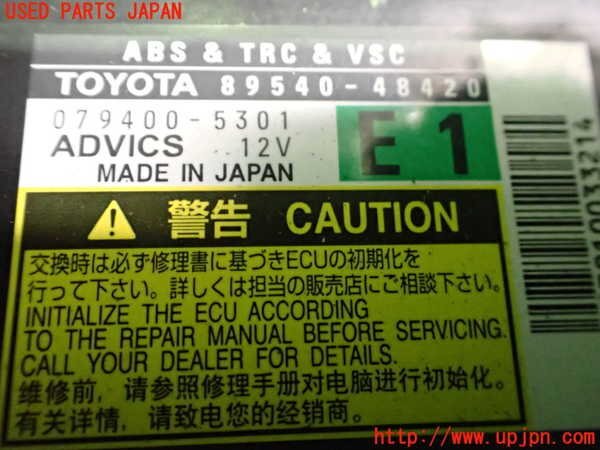 USED PARTS JAPAN
ABS & TRC & VSC
TOYOTA 89540-48420
079400-5301
ADVICS 12V
MADE IN JAPAN
E1
警告 CAUTION
交換時は必ず修理書に基づきECUの初期化を
行って下さい。詳しくは担当の販売店にご相談下さい。
INITIALIZE THE ECU ACCORDING
TO THE REPAIR MANUAL BEFORE SERVICING.
CALL YOUR DEALER FOR DETAILS.
维修前，请参照修理手册对电脑进行初始化。
有关详情，请致电您的经销商。
http://www.upjpn.com